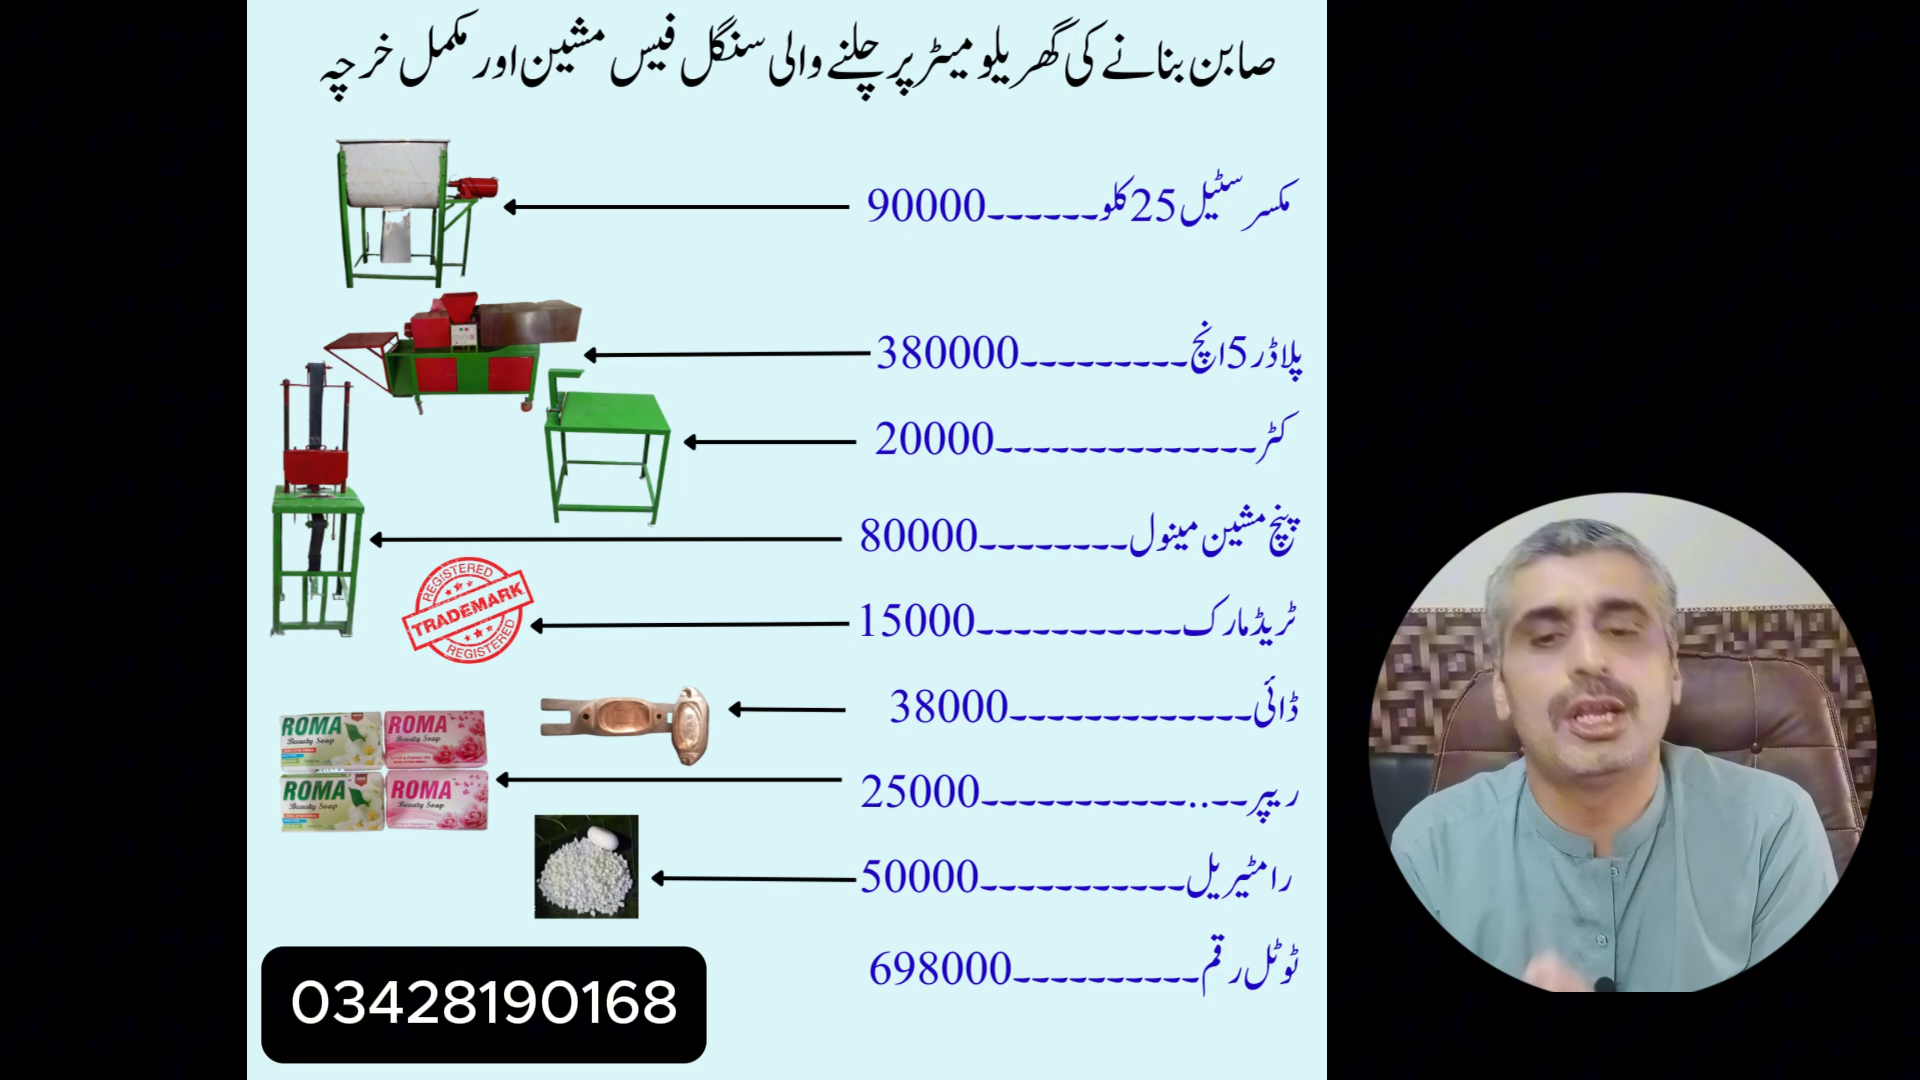 صابن بنانے کی گھریلو میٹر پر چلنے والی سنگل فیس مشین اور مکمل خرچہ
مکسر سٹیل 25 کلو۔۔۔۔۔۔90000
پلاڈر 5 انچ۔۔۔۔۔۔۔۔۔380000
کٹر۔۔۔۔۔۔۔۔۔۔۔۔۔۔20000
پنچ مشین مینول۔۔۔۔۔۔۔۔80000
REGISTERED
TRADEMARK
REGISTERED
ٹریڈ مارک۔۔۔۔۔۔۔۔۔۔۔15000
ڈائی۔۔۔۔۔۔۔۔۔۔۔۔۔38000
ROMA
Beauty Soap
ROMA
Beauty Soap
ROMA
Beauty Soap
ROMA
Beauty Soap
ریپر۔۔..۔۔۔۔۔۔۔۔۔۔۔25000
رامٹیریل۔۔۔۔۔۔۔۔۔۔۔50000
ٹوٹل رقم۔۔۔۔۔۔۔۔۔۔698000
03428190168